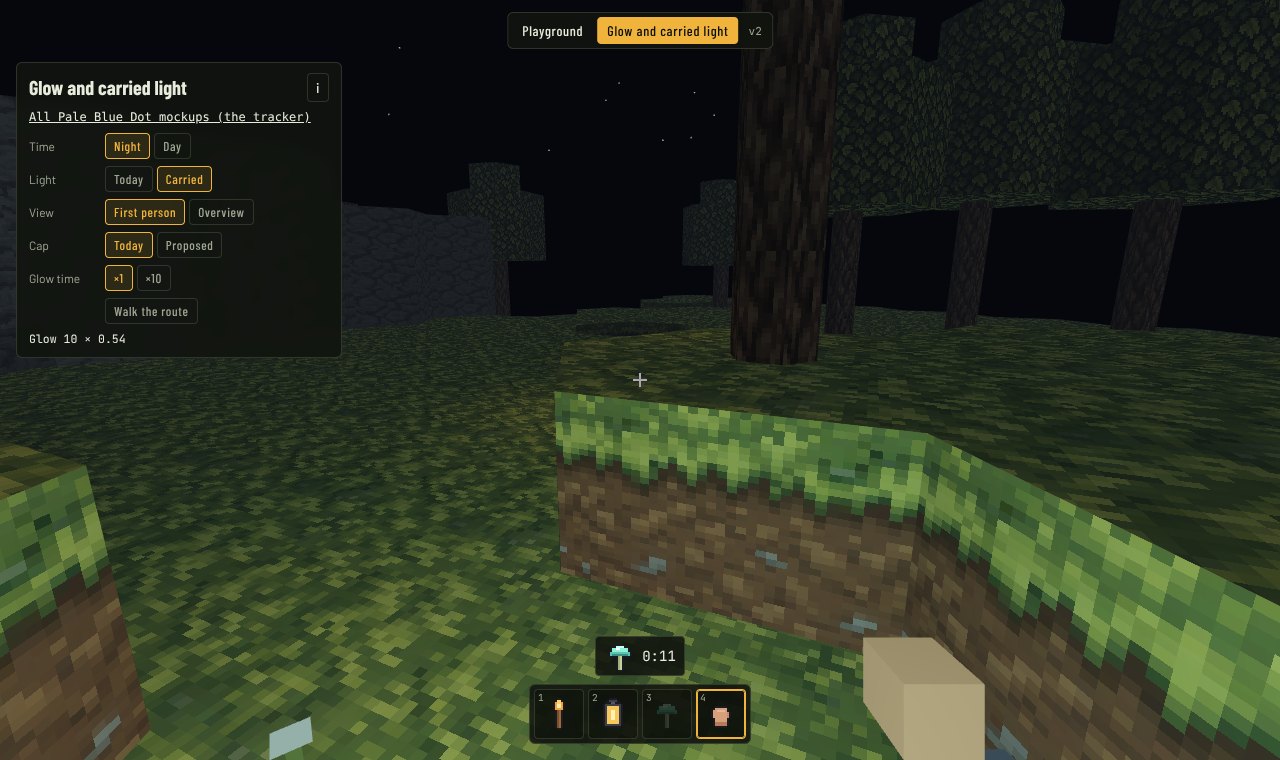 Playground Glow and carried light v2
Glow and carried light i
All Pale Blue Dot mockups (the tracker)
Time Night Day
Light Today Carried
View First person Overview
Cap Today Proposed
Glow time ×1 ×10
Walk the route
Glow 10 × 0.54
0:11
1 2 3 4